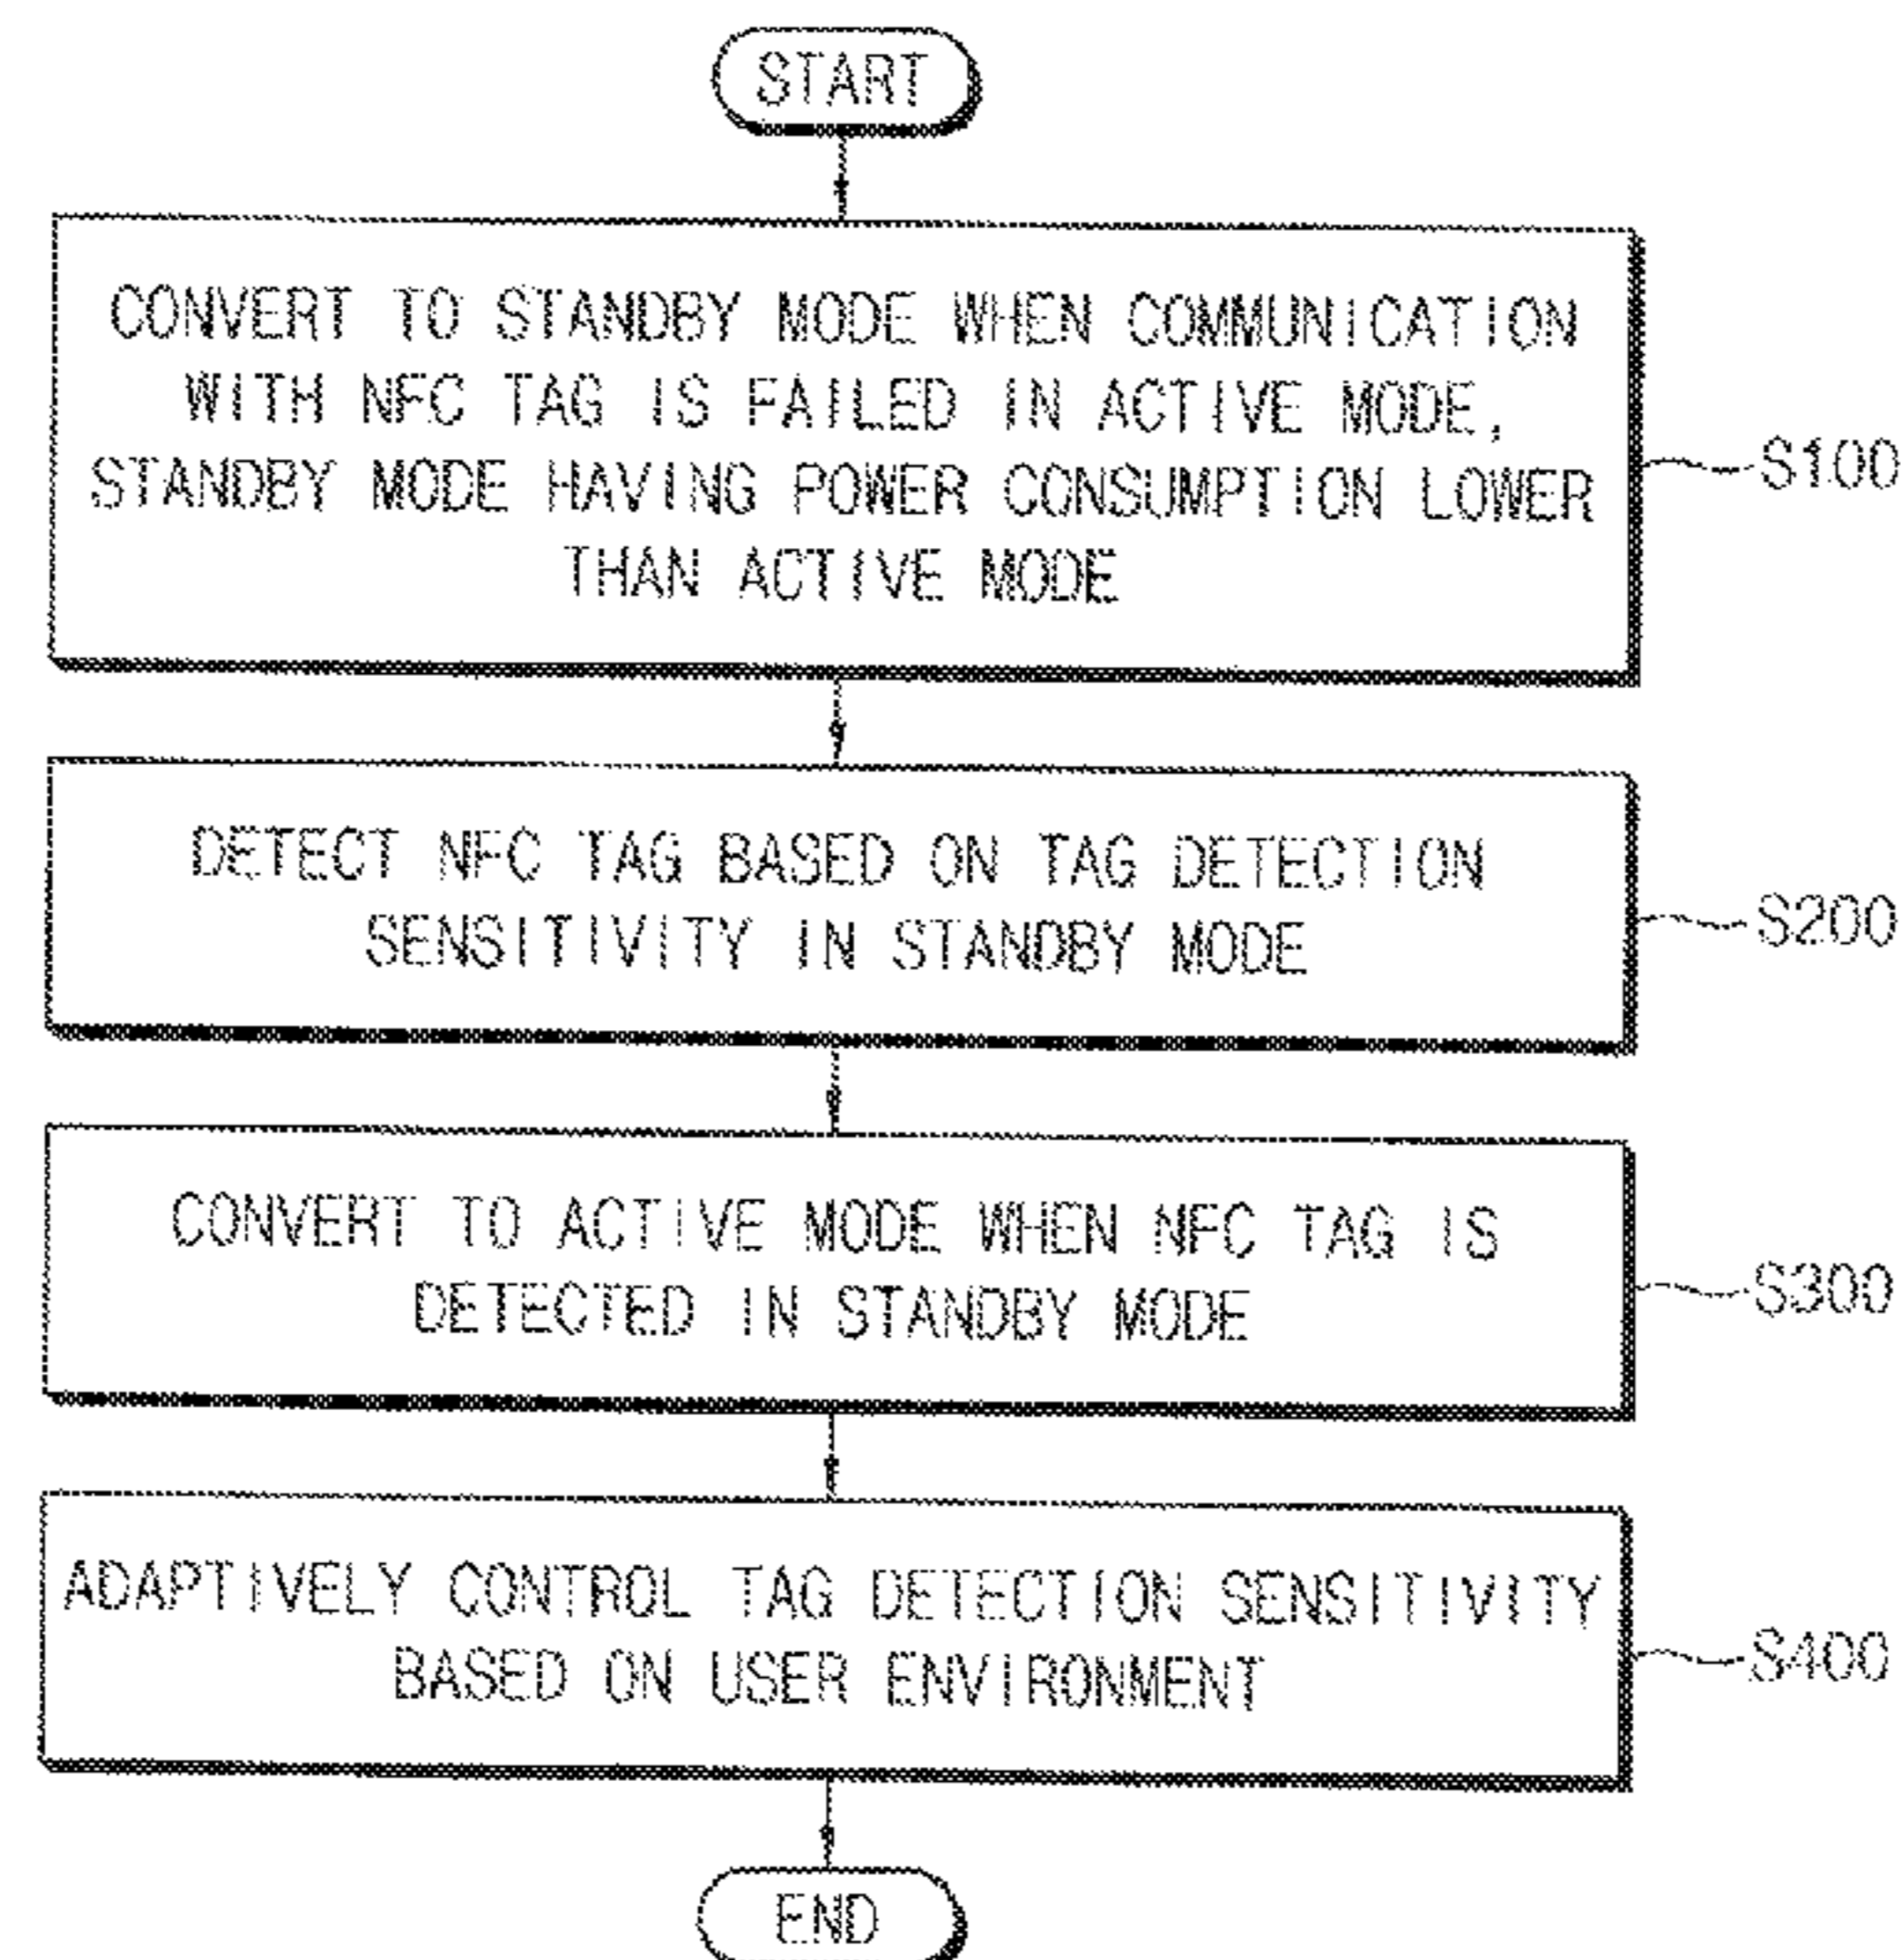 START
CONVERT TO STANDBY MODE WHEN COMMUNICATION
WITH NFC TAG IS FAILED IN ACTIVE MODE,
STANDBY MODE HAVING POWER CONSUMPTION LOWER
THAN ACTIVE MODE
S100
DETECT NFC TAG BASED ON TAG DETECTION
SENSITIVITY IN STANDBY MODE
S200
CONVERT TO ACTIVE MODE WHEN NFC TAG IS
DETECTED IN STANDBY MODE
S300
ADAPTIVELY CONTROL TAG DETECTION SENSITIVITY
BASED ON USER ENVIRONMENT
S400
END